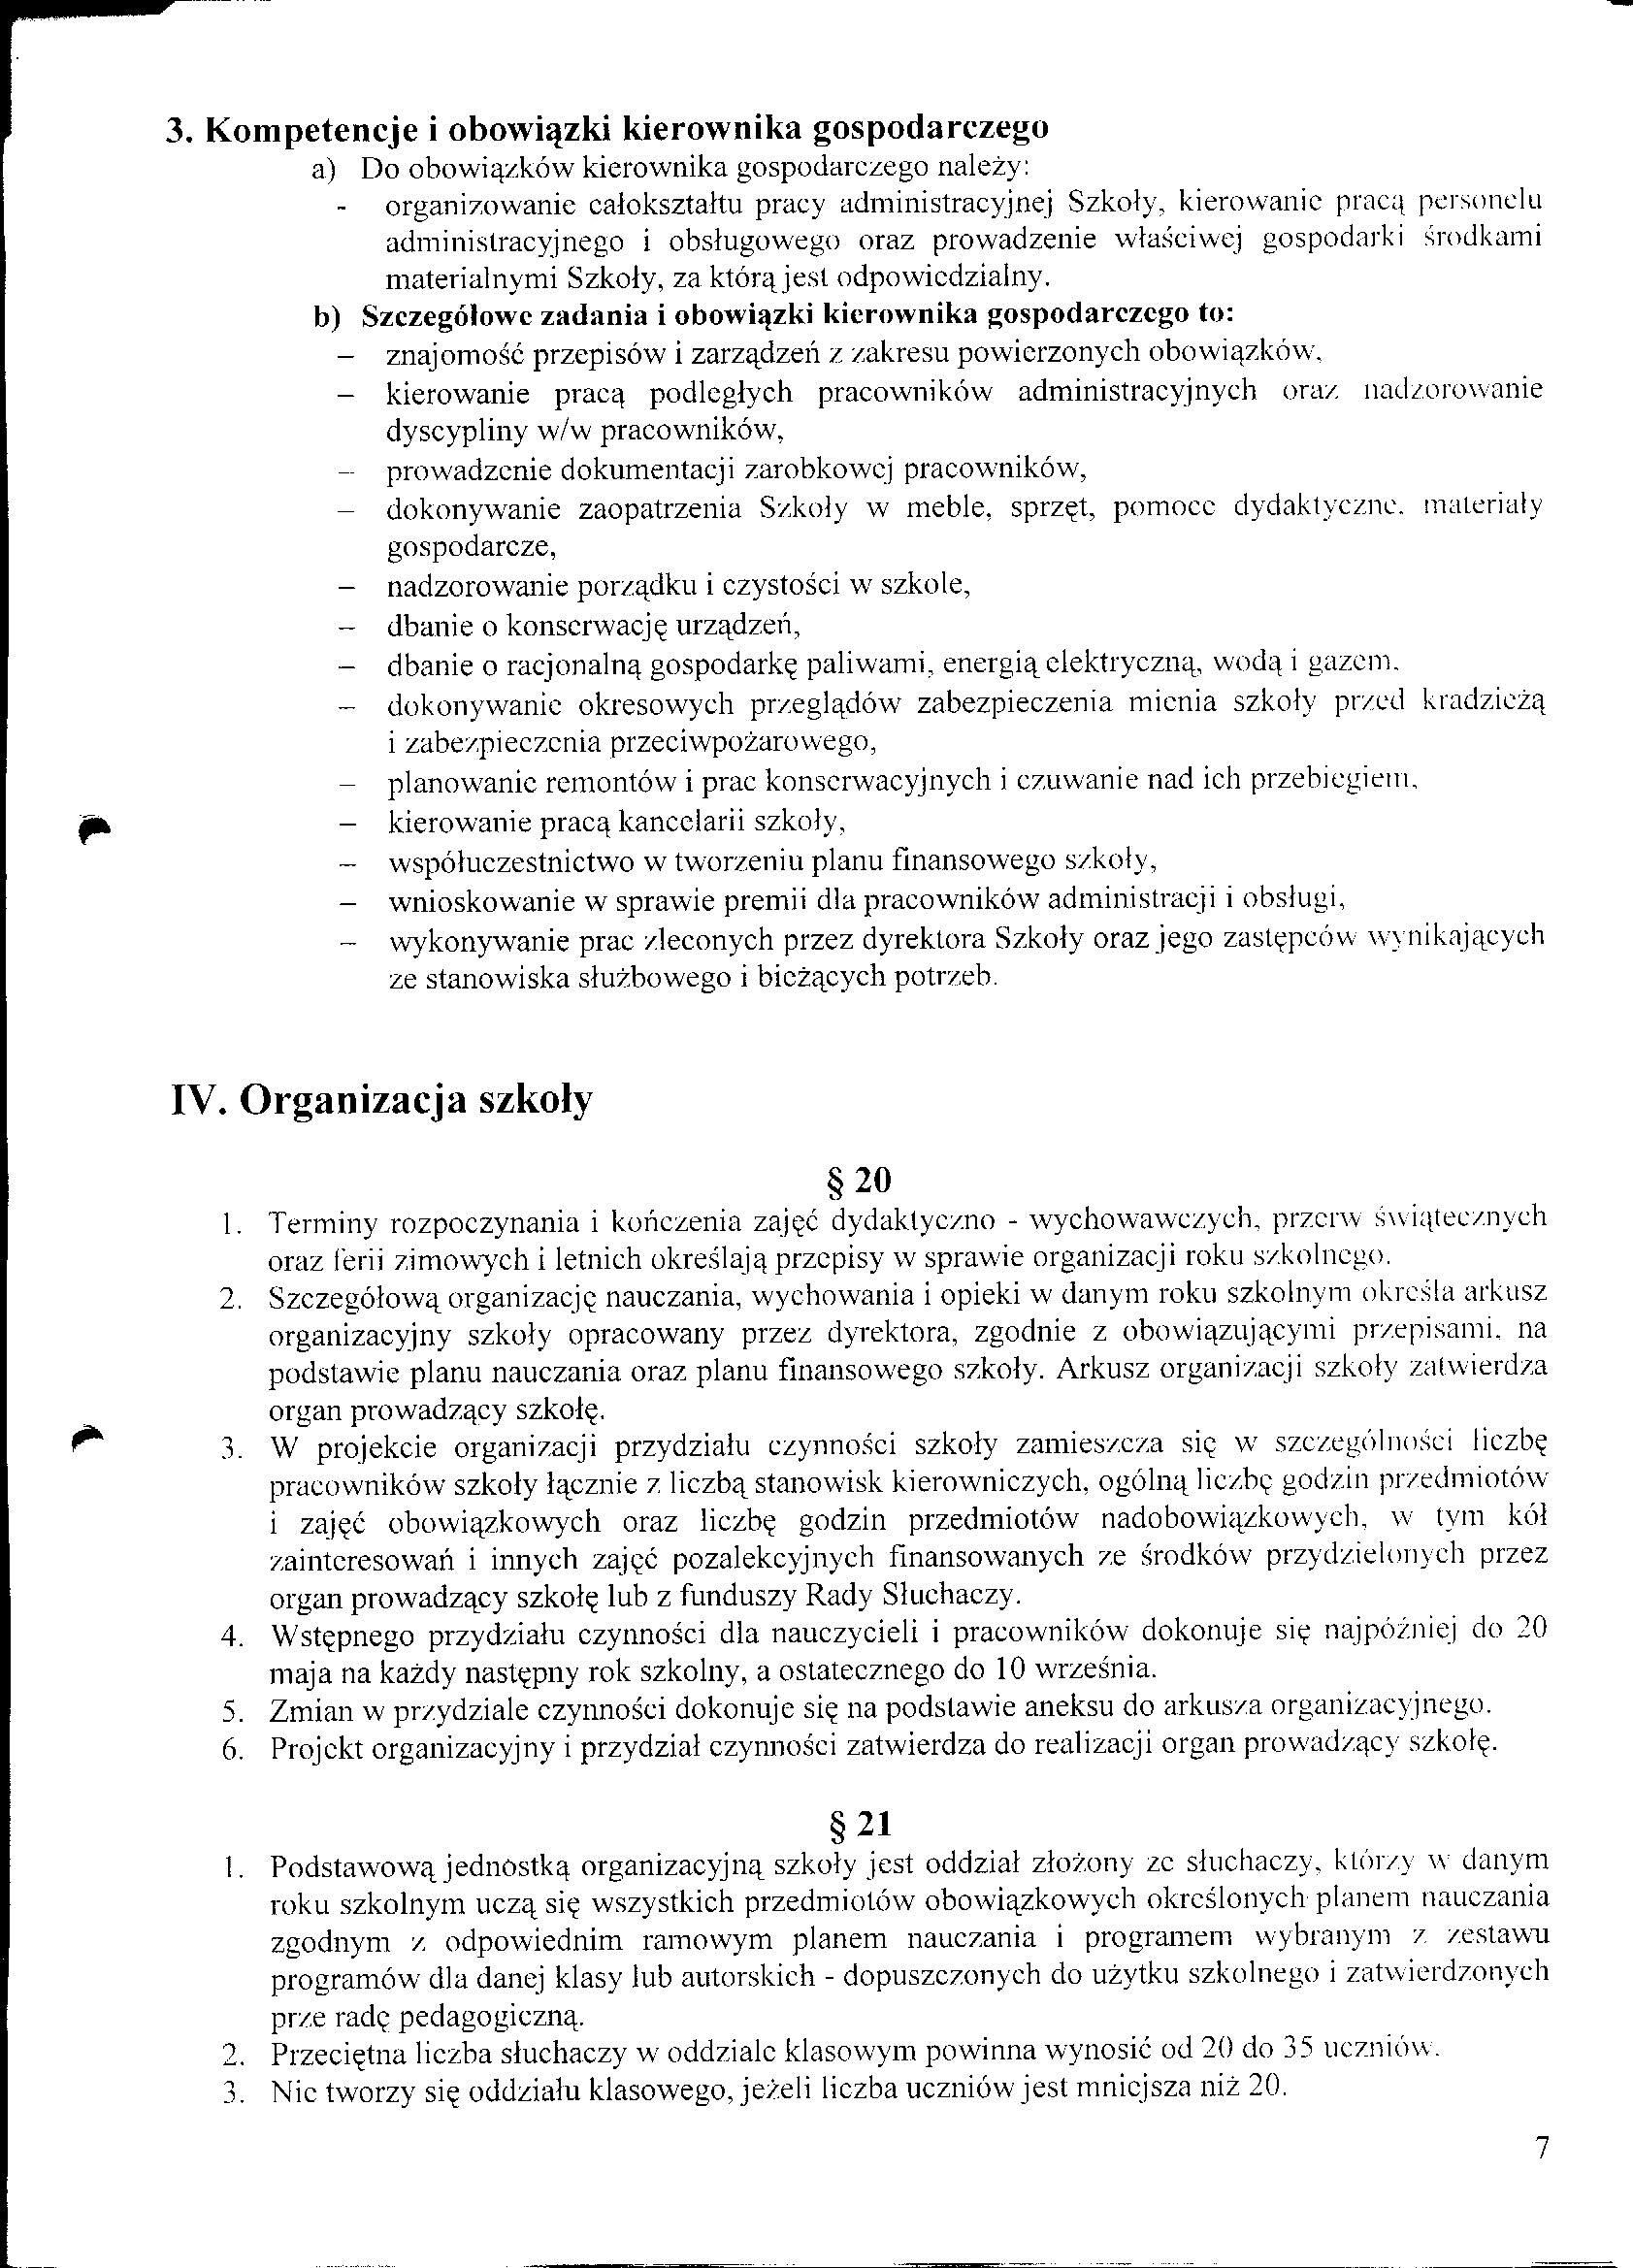 3. Kompetencje i obowiązki kierownika gospodarczego
a) Do obowiązków kierownika gospodarczego należy:
- organizowanie całokształtu pracy administracyjnej Szkoły, kierowanie pracą personelu
administracyjnego i obsługowego oraz prowadzenie właściwej gospodarki środkami
materialnymi Szkoły, za którą jest odpowiedzialny.
b) Szczegółowe zadania i obowiązki kierownika gospodarczego to:
– znajomość przepisów i zarządzeń z zakresu powierzonych obowiązków,
– kierowanie pracą podległych pracowników administracyjnych oraz nadzorowanie
dyscypliny w/w pracowników,
– prowadzenie dokumentacji zarobkowej pracowników,
– dokonywanie zaopatrzenia Szkoły w meble, sprzęt, pomoce dydaktyczne, materiały
gospodarcze,
– nadzorowanie porządku i czystości w szkole,
– dbanie o konserwację urządzeń,
– dbanie o racjonalną gospodarkę paliwami, energią elektryczną, wodą i gazem.
– dokonywanie okresowych przeglądów zabezpieczenia mienia szkoły przed kradzieżą
i zabezpieczenia przeciwpożarowego,
– planowanie remontów i prac konserwacyjnych i czuwanie nad ich przebiegiem,
– kierowanie pracą kancelarii szkoły,
– współuczestnictwo w tworzeniu planu finansowego szkoły,
– wnioskowanie w sprawie premii dla pracowników administracji i obsługi,
– wykonywanie prac zleconych przez dyrektora Szkoły oraz jego zastępców wynikających
ze stanowiska służbowego i bieżących potrzeb.
IV. Organizacja szkoły
§ 20
1. Terminy rozpoczynania i kończenia zajęć dydaktyczno - wychowawczych, przerw świątecznych
oraz ferii zimowych i letnich określają przepisy w sprawie organizacji roku szkolnego.
2. Szczegółową organizację nauczania, wychowania i opieki w danym roku szkolnym określa arkusz
organizacyjny szkoły opracowany przez dyrektora, zgodnie z obowiązującymi przepisami, na
podstawie planu nauczania oraz planu finansowego szkoły. Arkusz organizacji szkoły zatwierdza
organ prowadzący szkołę.
3. W projekcie organizacji przydziału czynności szkoły zamieszcza się w szczególności liczbę
pracowników szkoły łącznie z liczbą stanowisk kierowniczych, ogólną liczbę godzin przedmiotów
i zajęć obowiązkowych oraz liczbę godzin przedmiotów nadobowiązkowych, w tym kół
zainteresowań i innych zajęć pozalekcyjnych finansowanych ze środków przydzielonych przez
organ prowadzący szkołę lub z funduszy Rady Słuchaczy.
4. Wstępnego przydziału czynności dla nauczycieli i pracowników dokonuje się najpóźniej do 20
maja na każdy następny rok szkolny, a ostatecznego do 10 września.
5. Zmian w przydziale czynności dokonuje się na podstawie aneksu do arkusza organizacyjnego.
6. Projekt organizacyjny i przydział czynności zatwierdza do realizacji organ prowadzący szkołę.
§ 21
1. Podstawową jednostką organizacyjną szkoły jest oddział złożony ze słuchaczy, którzy w danym
roku szkolnym uczą się wszystkich przedmiotów obowiązkowych określonych planem nauczania
zgodnym z odpowiednim ramowym planem nauczania i programem wybranym z zestawu
programów dla danej klasy lub autorskich - dopuszczonych do użytku szkolnego i zatwierdzonych
prze radę pedagogiczną.
2. Przeciętna liczba słuchaczy w oddziale klasowym powinna wynosić od 20 do 35 uczniów.
3. Nie tworzy się oddziału klasowego, jeżeli liczba uczniów jest mniejsza niż 20.
7